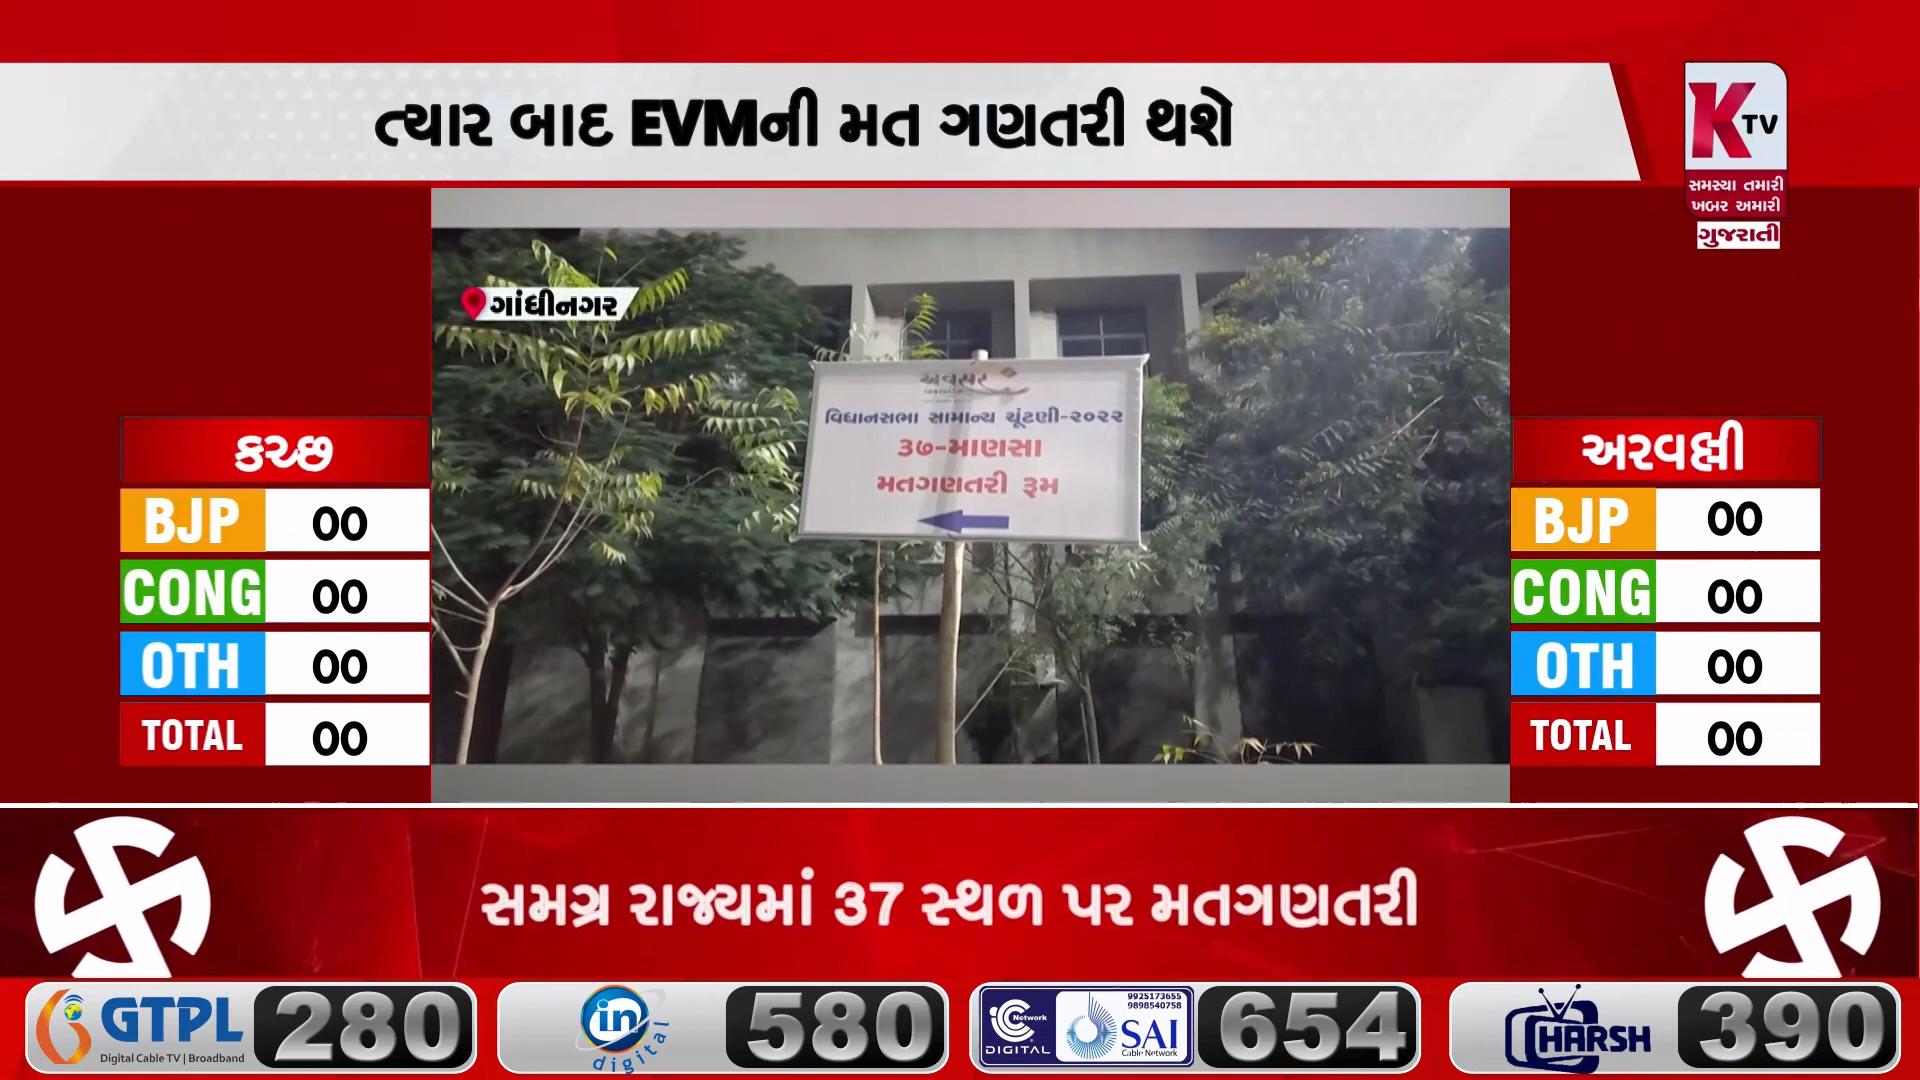 ત્યાર બાદ EVMની મત ગણતરી થશે
K TV
સમસ્યા તમારી
ખબર અમારી
ગુજરાતી
ગાંધીનગર
અવસર
વિધાનસભા સામાન્ય ચૂંટણી-૨૦૨૨
૩૭-માણસા
મતગણતરી રૂમ
કચ્છ
BJP 00
CONG 00
OTH 00
TOTAL 00
અરવલ્લી
BJP 00
CONG 00
OTH 00
TOTAL 00
સમગ્ર રાજ્યમાં 37 સ્થળ પર મતગણતરી
GTPL
Digital Cable TV | Broadband
280
in
digital
580
Network
DIGITAL
9925173655
9898540758
SAI
Cable Network
654
HARSH
390